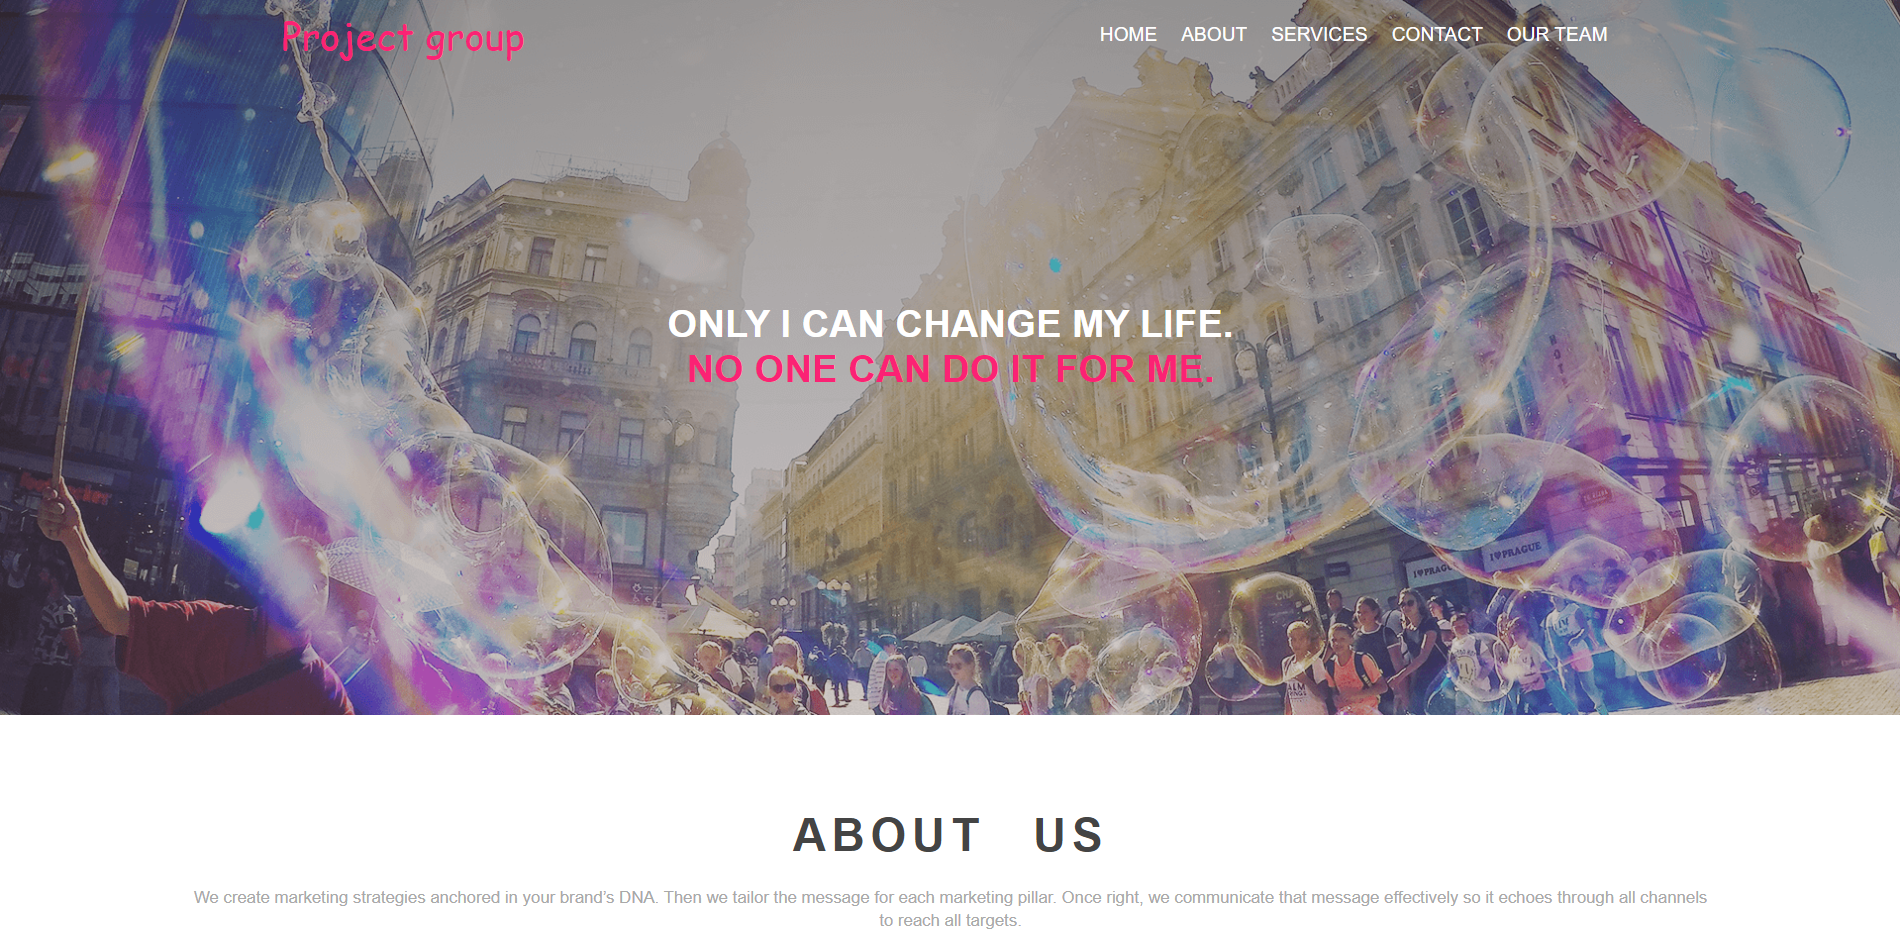 Project group
HOME ABOUT SERVICES CONTACT OUR TEAM
ONLY I CAN CHANGE MY LIFE.
NO ONE CAN DO IT FOR ME.
I ♥ PRAGUE
ABOUT US
We create marketing strategies anchored in your brand’s DNA. Then we tailor the message for each marketing pillar. Once right, we communicate that message effectively so it echoes through all channels
to reach all targets.